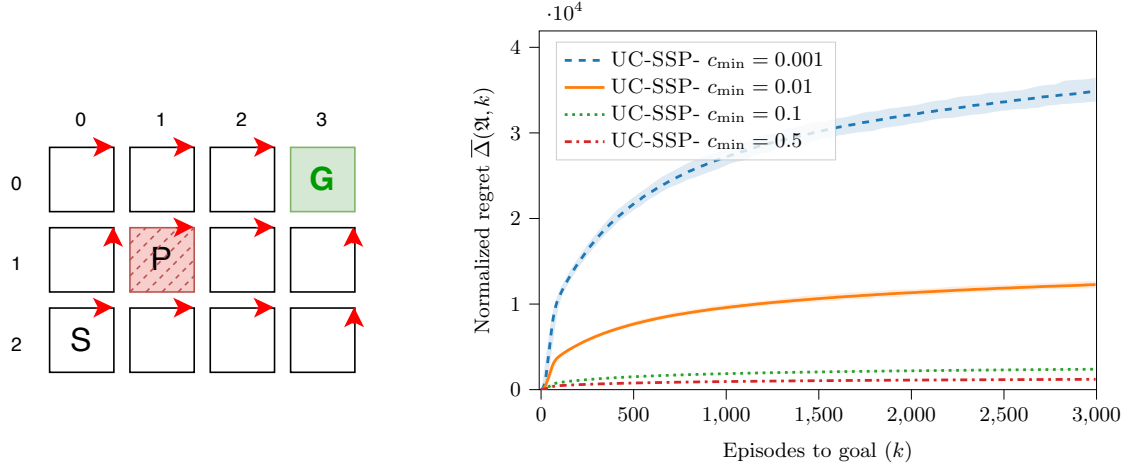 0 1 2 3
0 G
1 P
2 S
·10⁴
4
3
2
1
0
Normalized regret Δ̅(𝔄, k)
UC-SSP- c_min = 0.001
UC-SSP- c_min = 0.01
UC-SSP- c_min = 0.1
UC-SSP- c_min = 0.5
0 500 1,000 1,500 2,000 2,500 3,000
Episodes to goal (k)